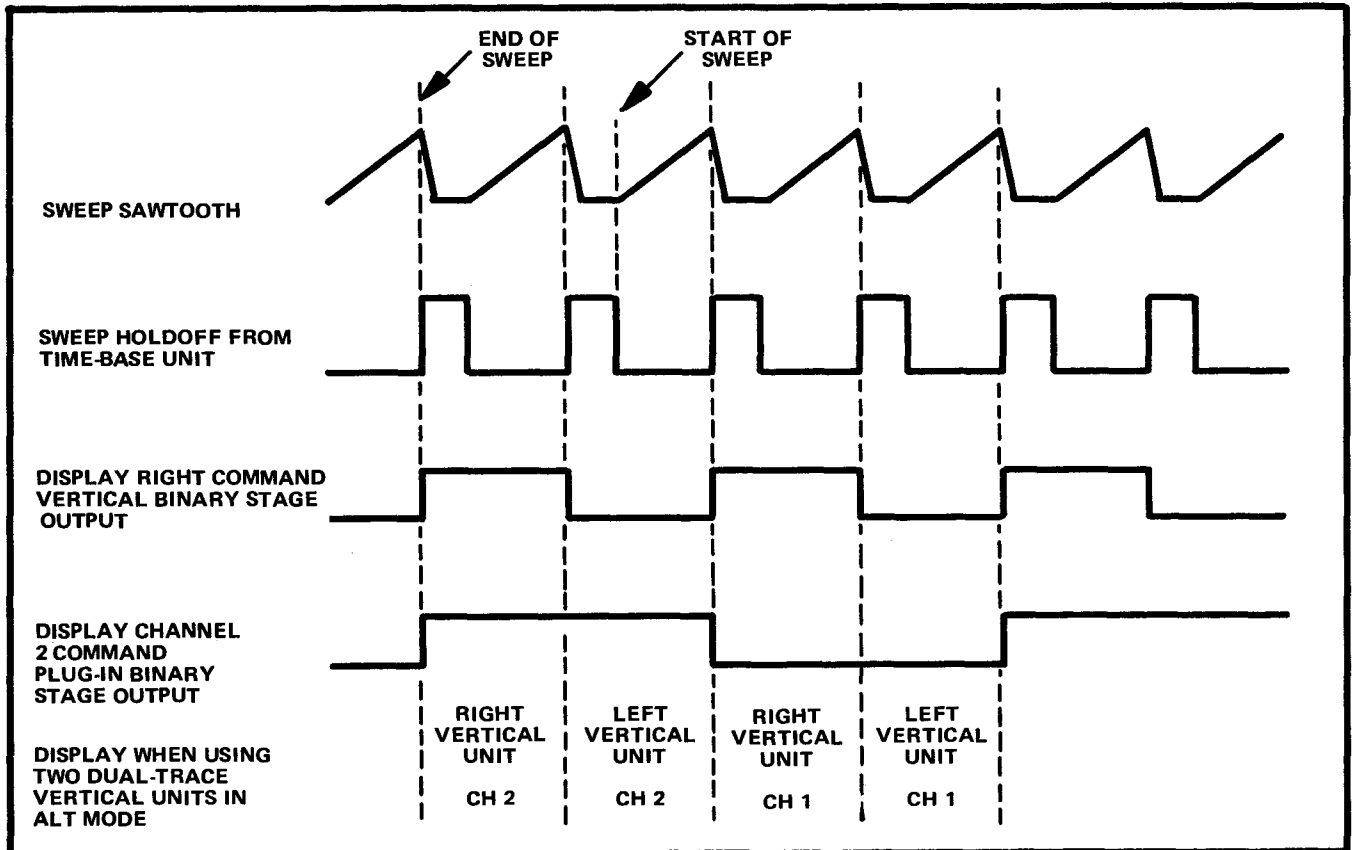 END OF
SWEEP
START OF
SWEEP
SWEEP SAWTOOTH
SWEEP HOLDOFF FROM
TIME-BASE UNIT
DISPLAY RIGHT COMMAND
VERTICAL BINARY STAGE
OUTPUT
DISPLAY CHANNEL
2 COMMAND
PLUG-IN BINARY
STAGE OUTPUT
DISPLAY WHEN USING
TWO DUAL-TRACE
VERTICAL UNITS IN
ALT MODE
RIGHT
VERTICAL
UNIT
CH 2
LEFT
VERTICAL
UNIT
CH 2
RIGHT
VERTICAL
UNIT
CH 1
LEFT
VERTICAL
UNIT
CH 1